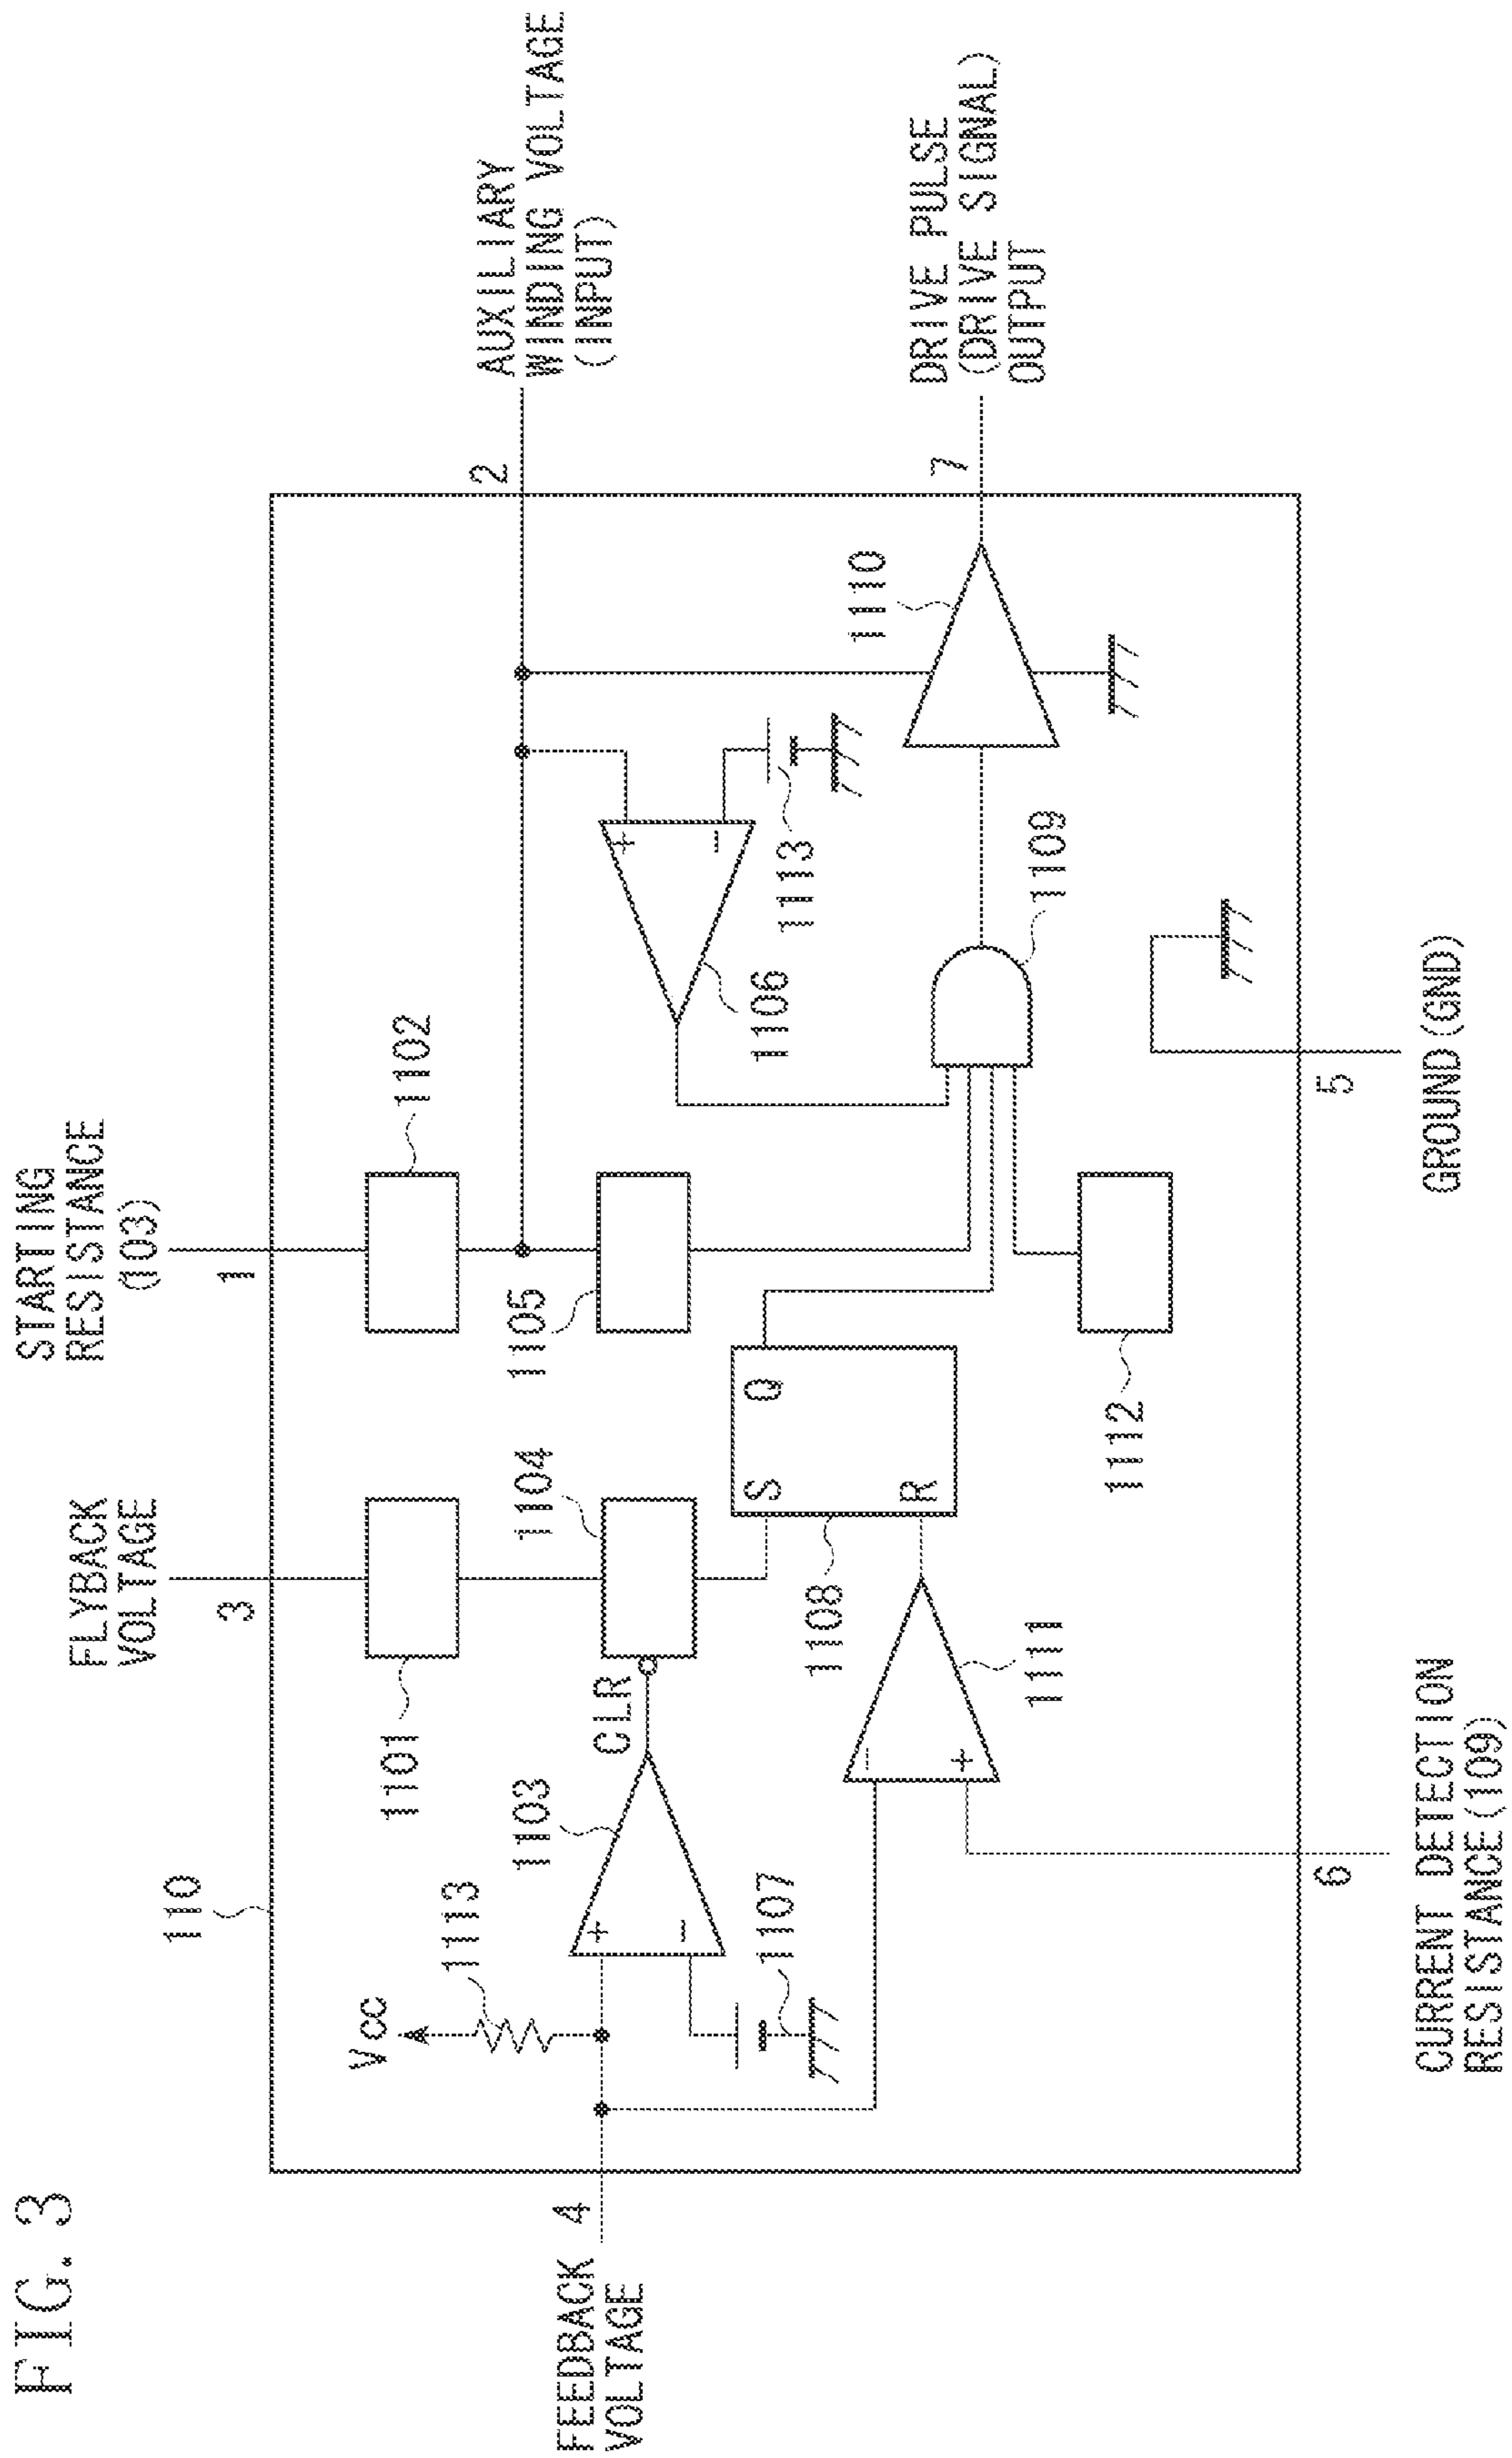 FIG. 3
FEEDBACK
VOLTAGE
4
110
FLYBACK
VOLTAGE
3
STARTING
RESISTANCE
(103)
1
AUXILIARY
WINDING VOLTAGE
(INPUT)
2
Vcc
1113
1103
+
−
CLR
1107
1101
1104
1102
1105
1106
+
−
1113
1108
S
Q
R
1111
−
+
1112
1109
1110
7
DRIVE PULSE
(DRIVE SIGNAL)
OUTPUT
6
CURRENT DETECTION
RESISTANCE(109)
5
GROUND(GND)